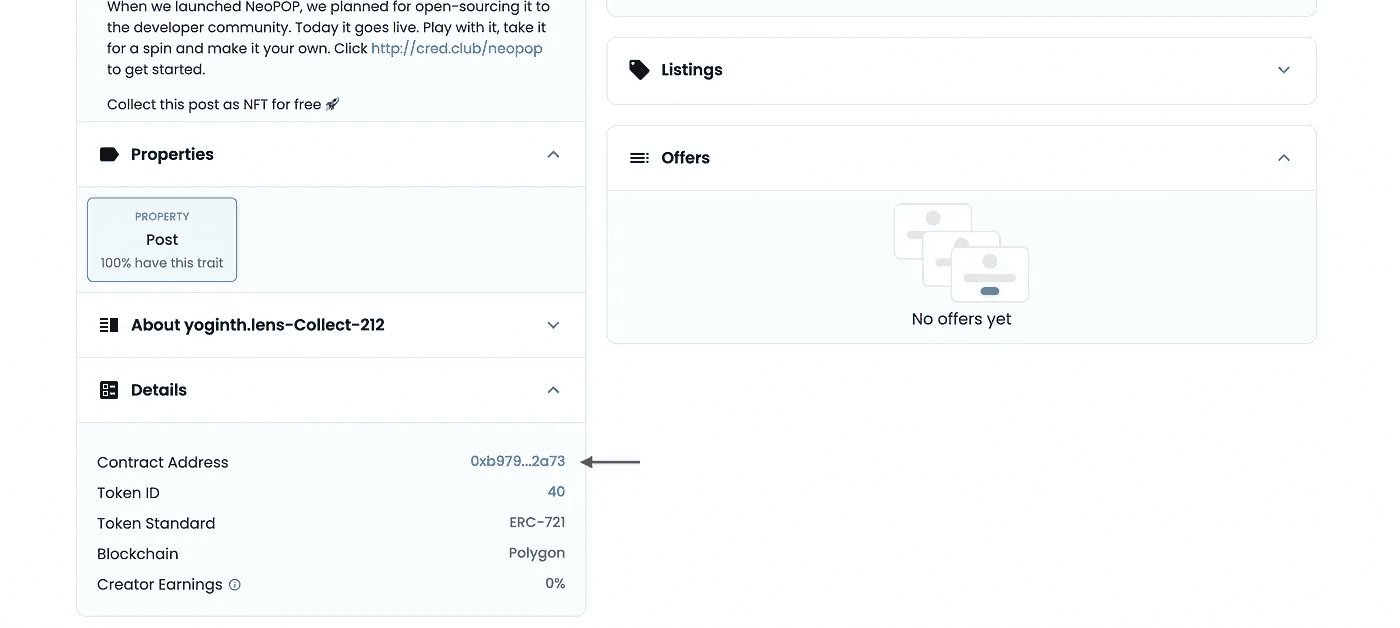 When we launched NeoPOP, we planned for open-sourcing it to
the developer community. Today it goes live. Play with it, take it
for a spin and make it your own. Click http://cred.club/neopop
to get started.
Collect this post as NFT for free 🚀
Properties
PROPERTY
Post
100% have this trait
About yoginth.lens-Collect-212
Details
Contract Address 0xb979...2a73
Token ID 40
Token Standard ERC-721
Blockchain Polygon
Creator Earnings 0%
Listings
Offers
No offers yet